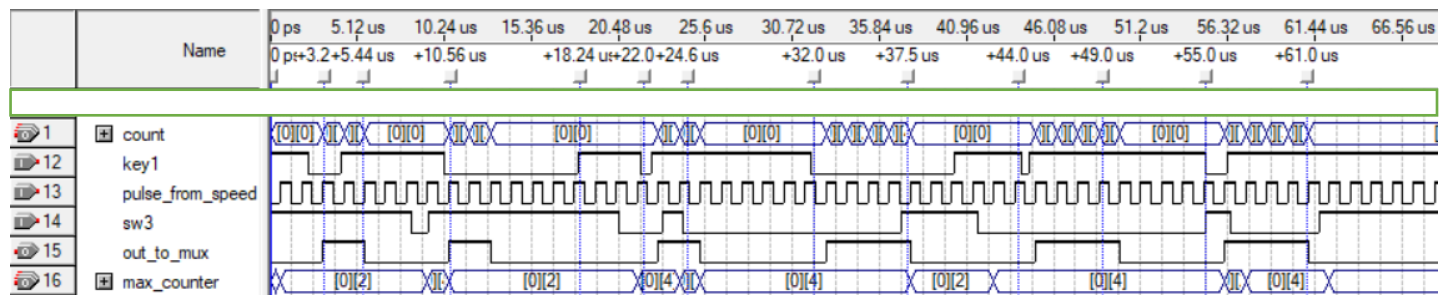 0 ps 5.12 us 10.24 us 15.36 us 20.48 us 25.6 us 30.72 us 35.84 us 40.96 us 46.08 us 51.2 us 56.32 us 61.44 us 66.56 us
Name
+5.44 us +10.56 us +18.24 +22.0 +24.6 us +32.0 us +37.5 us +44.0 us +49.0 us +55.0 us +61.0 us
1 count [0][0] [0][0] [0][0] [0][0] [0][0] [0][0]
12 key1
13 pulse_from_speed
14 sw3
15 out_to_mux
16 max_counter [0][2] [0][2] [0][4] [0][4] [0][2] [0][4] [0][4]